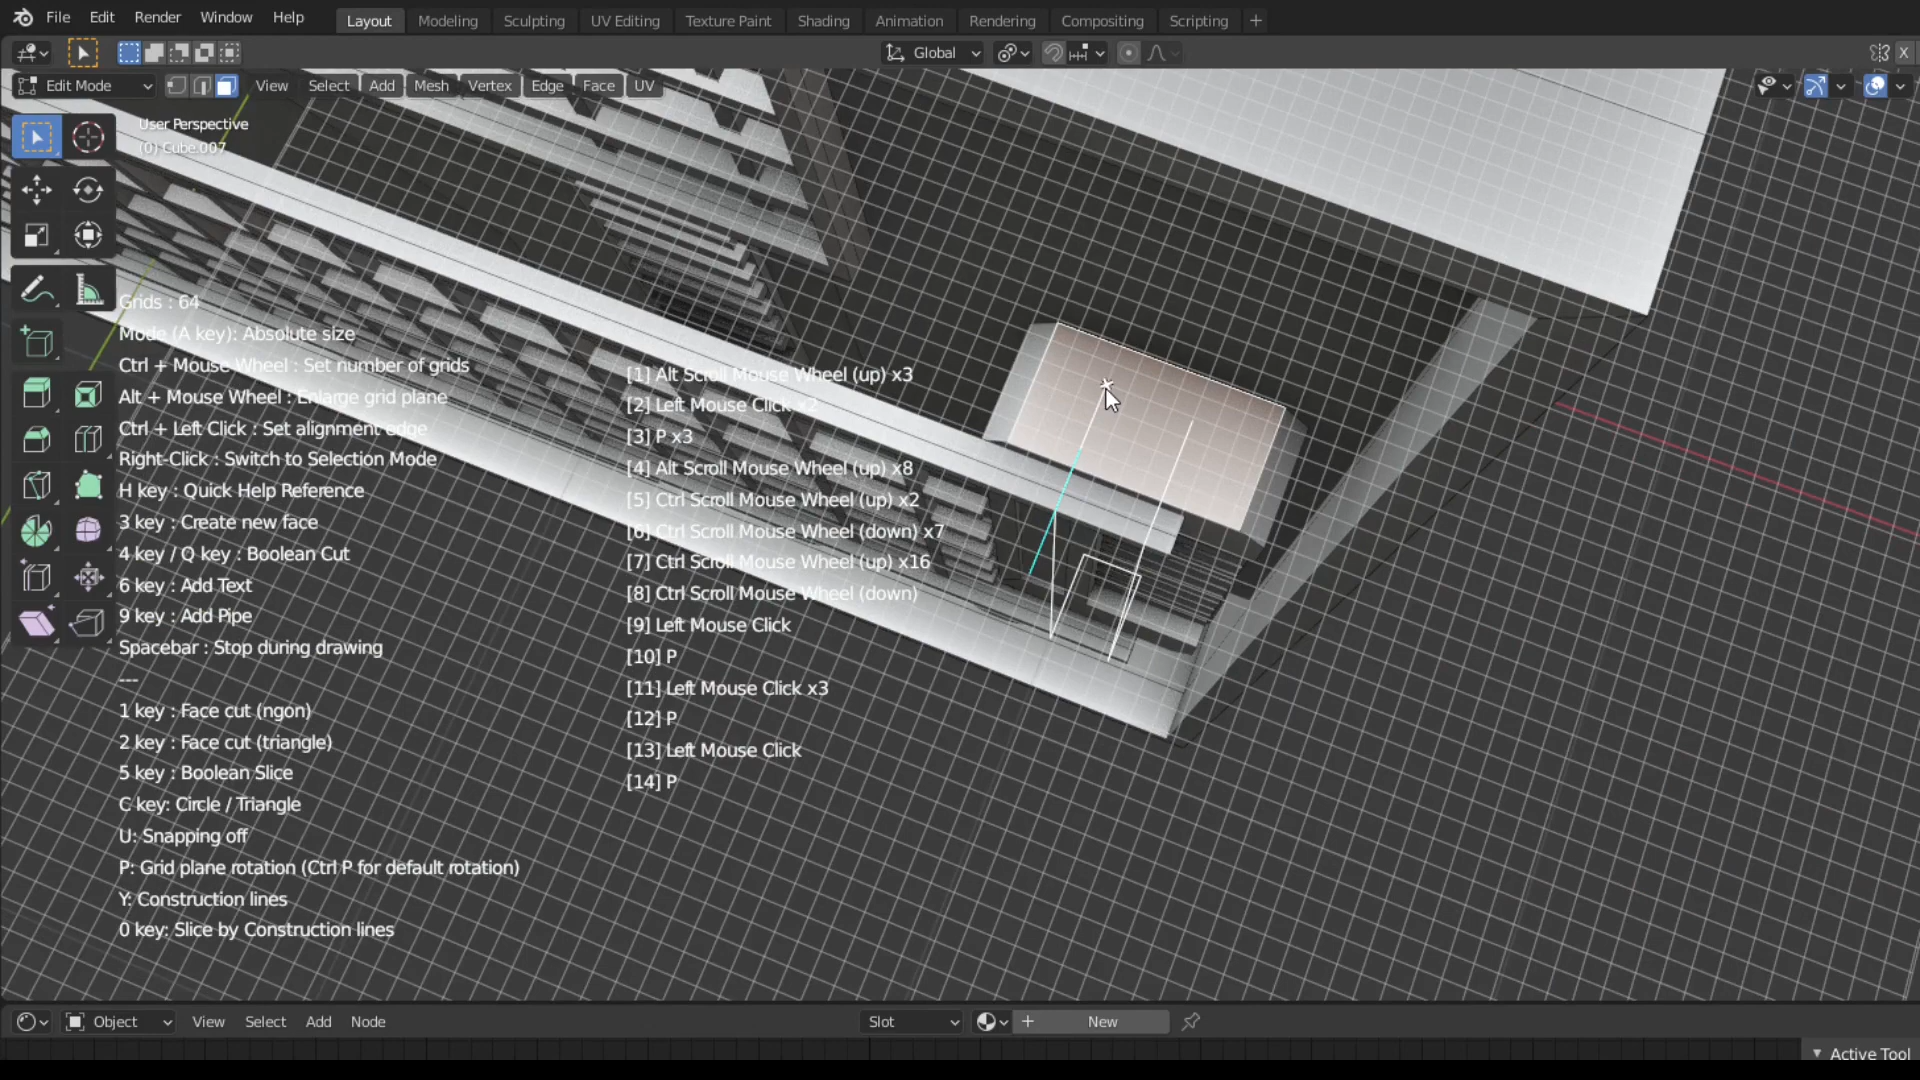 File Edit Render Window Help Layout Modeling Sculpting UV Editing Texture Paint Shading Animation Rendering Compositing Scripting +
Global X
Edit Mode View Select Add Mesh Vertex Edge Face UV
User Perspective
(0) Cube.007
Grids : 64
Mode (A key): Absolute size
Ctrl + Mouse Wheel : Set number of grids
Alt + Mouse Wheel : Enlarge grid plane
Ctrl + Left Click : Set alignment edge
Right-Click : Switch to Selection Mode
H key : Quick Help Reference
3 key : Create new face
4 key / Q key : Boolean Cut
6 key : Add Text
9 key : Add Pipe
Spacebar : Stop during drawing
---
1 key : Face cut (ngon)
2 key : Face cut (triangle)
5 key : Boolean Slice
C key: Circle / Triangle
U: Snapping off
P: Grid plane rotation (Ctrl P for default rotation)
Y: Construction lines
0 key: Slice by Construction lines
[1] Alt Scroll Mouse Wheel (up) x3
[2] Left Mouse Click x2
[3] P x3
[4] Alt Scroll Mouse Wheel (up) x8
[5] Ctrl Scroll Mouse Wheel (up) x2
[6] Ctrl Scroll Mouse Wheel (down) x7
[7] Ctrl Scroll Mouse Wheel (up) x16
[8] Ctrl Scroll Mouse Wheel (down)
[9] Left Mouse Click
[10] P
[11] Left Mouse Click x3
[12] P
[13] Left Mouse Click
[14] P
Object View Select Add Node Slot + New
Active Tool